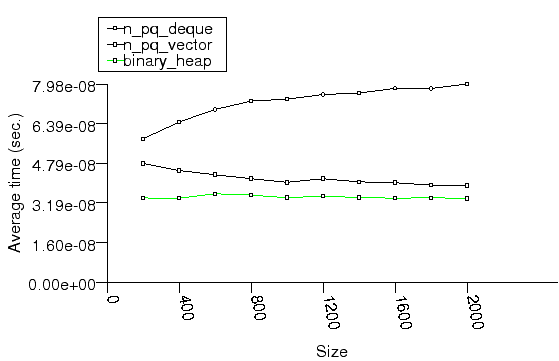 n_pq_deque
n_pq_vector
binary_heap
7.98e-08
6.39e-08
4.79e-08
3.19e-08
1.60e-08
0.00e+00
Average time (sec.)
0
400
800
1200
1600
2000
Size